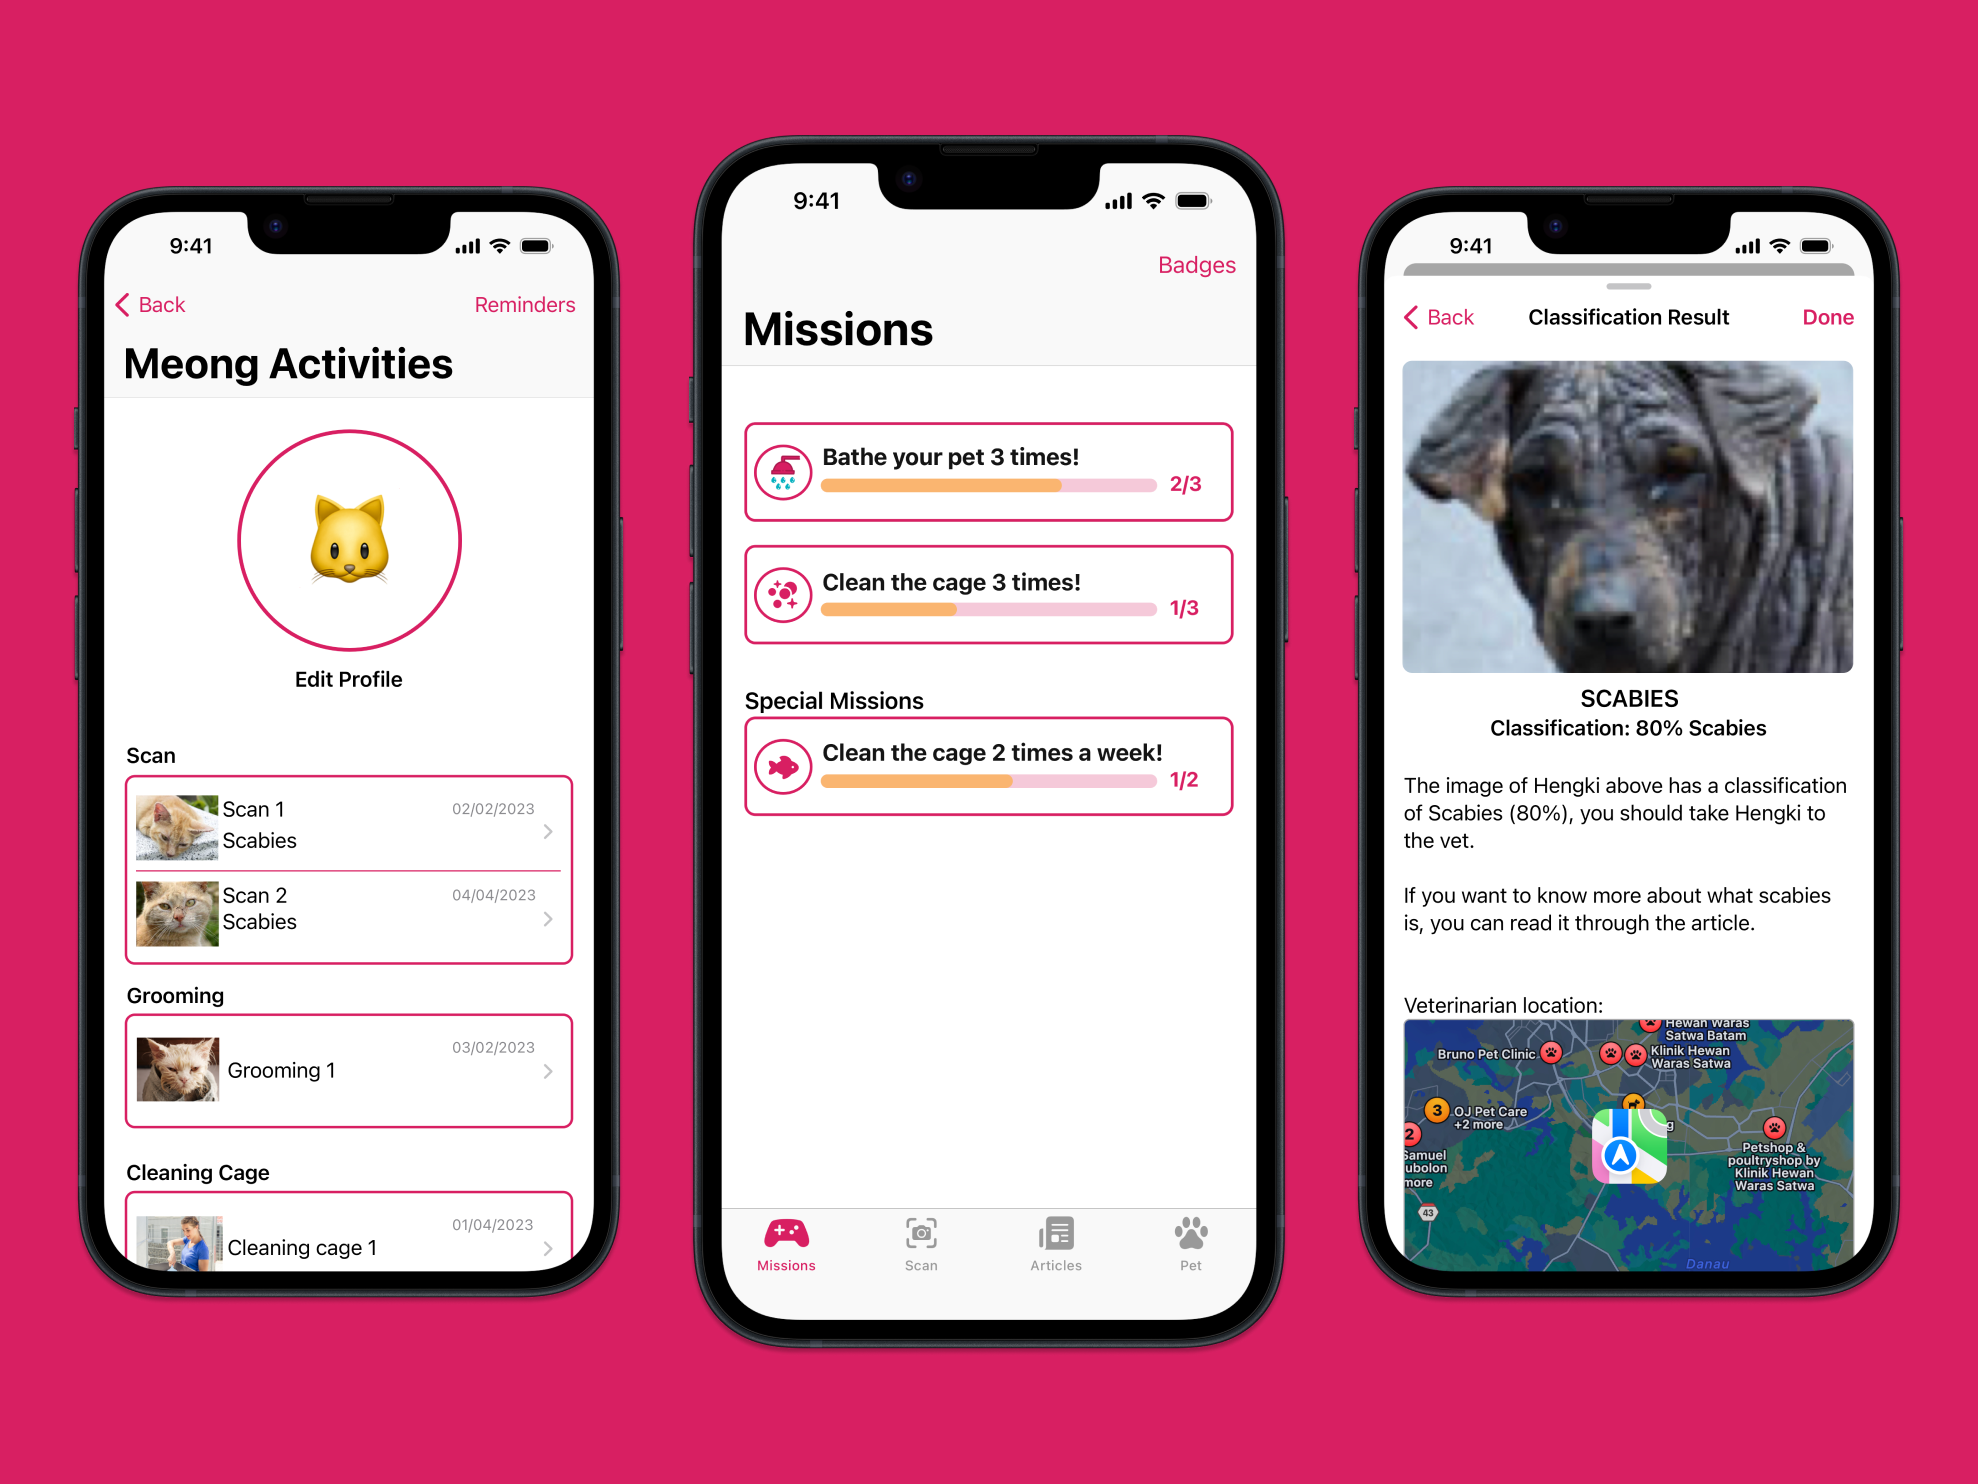 9:41
Back
Reminders
Meong Activities
Edit Profile
Scan
Scan 1
02/02/2023
Scabies
Scan 2
04/04/2023
Scabies
Grooming
03/02/2023
Grooming 1
Cleaning Cage
01/04/2023
Cleaning cage 1
9:41
Badges
Missions
Bathe your pet 3 times!
2/3
Clean the cage 3 times!
1/3
Special Missions
Clean the cage 2 times a week!
1/2
Missions
Scan
Articles
Pet
9:41
Back
Classification Result
Done
SCABIES
Classification: 80% Scabies
The image of Hengki above has a classification
of Scabies (80%), you should take Hengki to
the vet.
If you want to know more about what scabies
is, you can read it through the article.
Veterinarian location:
Hewan Waras
Satwa Batam
Bruno Pet Clinic
Klinik Hewan
Waras Satwa
3
OJ Pet Care
+2 more
2
Samuel
ubolon
more
g
Petshop &
poultryshop by
Klinik Hewan
Waras Satwa
43
Danau